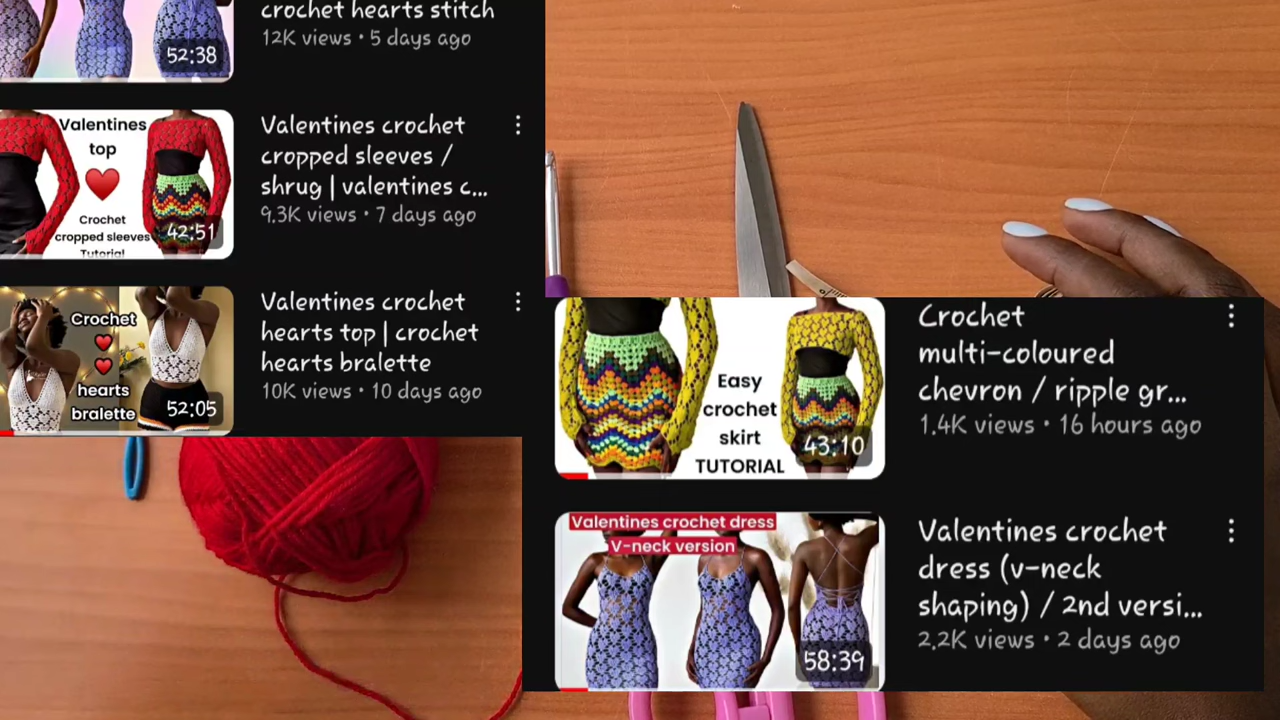 crochet hearts stitch
12K views • 5 days ago
52:38
Valentines
top
Crochet
cropped sleeves
Tutorial
42:51
Valentines crochet
cropped sleeves /
shrug | valentines c...
9.3K views • 7 days ago
Crochet
hearts
bralette
52:05
Valentines crochet
hearts top | crochet
hearts bralette
10K views • 10 days ago
Easy
crochet
skirt
TUTORIAL
43:10
Crochet
multi-coloured
chevron / ripple gr...
1.4K views • 16 hours ago
Valentines crochet dress
V-neck version
58:39
Valentines crochet
dress (v-neck
shaping) / 2nd versi...
2.2K views • 2 days ago